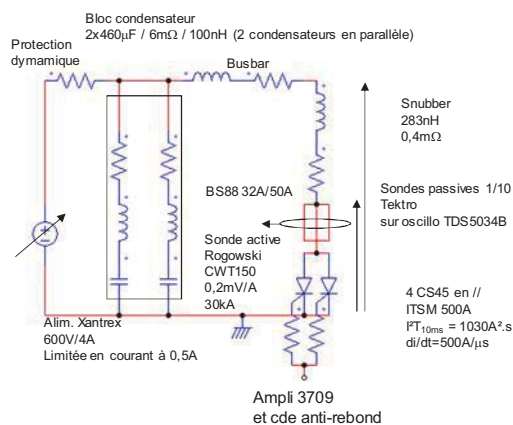 Bloc condensateur
2x460µF / 6mΩ / 100nH (2 condensateurs en parallèle)
Protection
dymamique
Busbar
Snubber
283nH
0,4mΩ
BS88 32A/50A
Sondes passives 1/10
Tektro
sur oscillo TDS5034B
Sonde active
Rogowski
CWT150
0,2mV/A
30kA
4 CS45 en //
ITSM 500A
I²T10ms = 1030A².s
di/dt=500A/µs
Alim. Xantrex
600V/4A
Limitée en courant à 0,5A
Ampli 3709
et cde anti-rebond